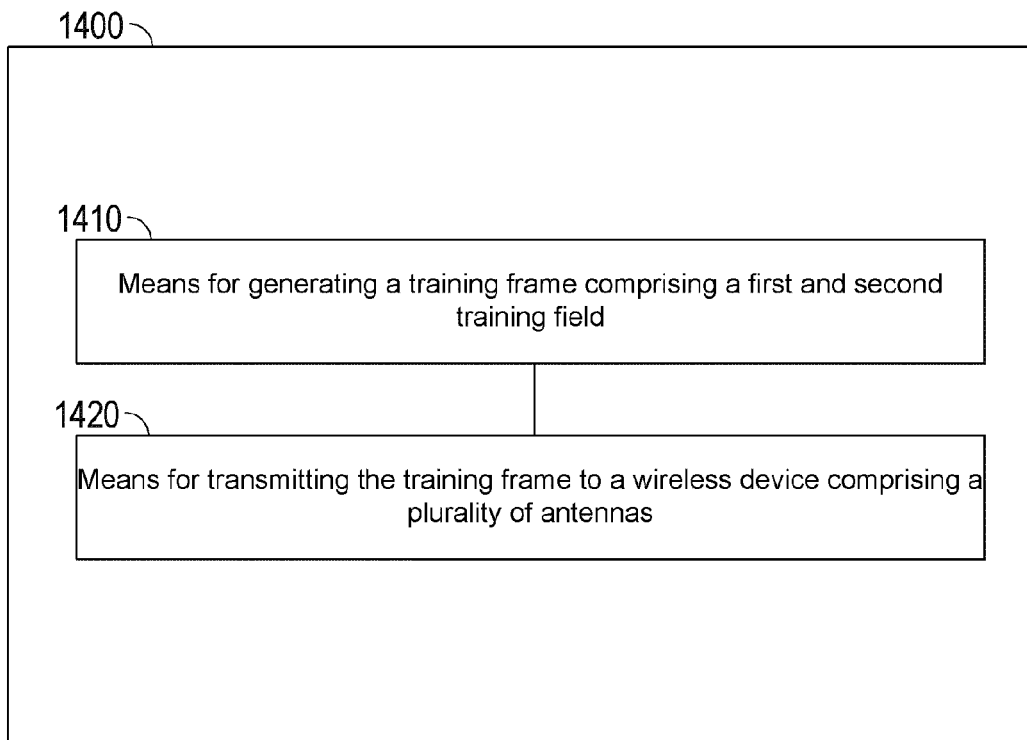 1400
1410
Means for generating a training frame comprising a first and second
training field
1420
Means for transmitting the training frame to a wireless device comprising a
plurality of antennas